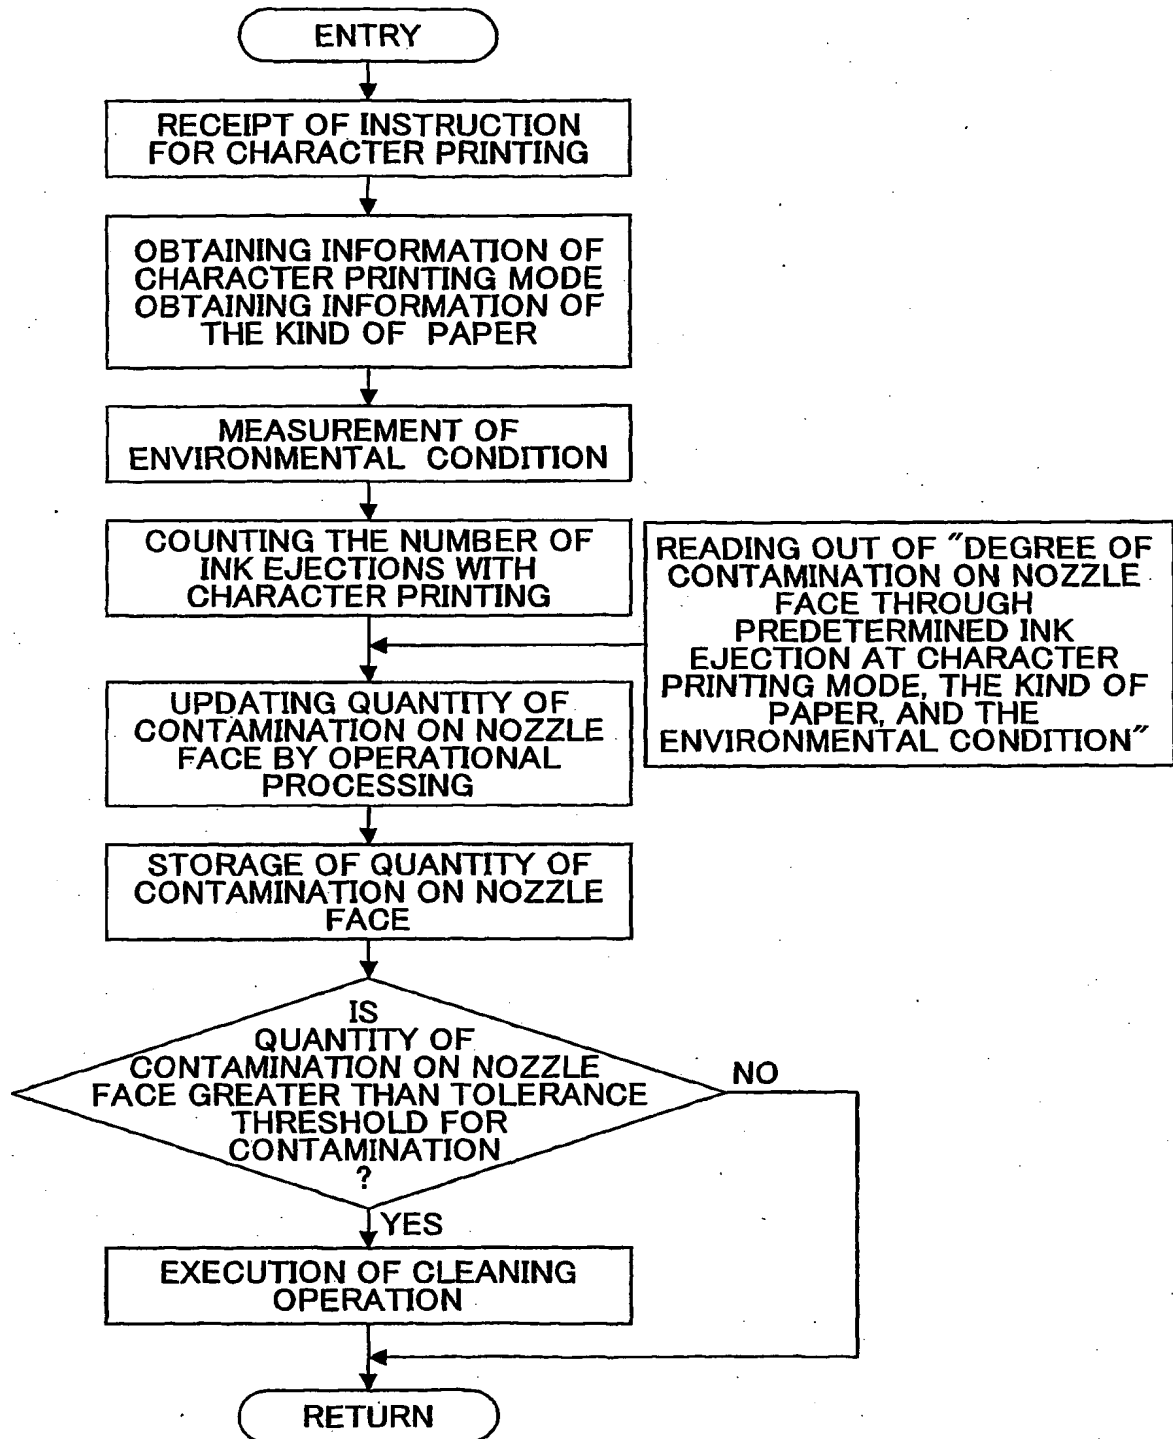 ENTRY
RECEIPT OF INSTRUCTION
FOR CHARACTER PRINTING
OBTAINING INFORMATION OF
CHARACTER PRINTING MODE
OBTAINING INFORMATION OF
THE KIND OF PAPER
MEASUREMENT OF
ENVIRONMENTAL CONDITION
COUNTING THE NUMBER OF
INK EJECTIONS WITH
CHARACTER PRINTING
READING OUT OF "DEGREE OF
CONTAMINATION ON NOZZLE
FACE THROUGH
PREDETERMINED INK
EJECTION AT CHARACTER
PRINTING MODE, THE KIND OF
PAPER, AND THE
ENVIRONMENTAL CONDITION"
UPDATING QUANTITY OF
CONTAMINATION ON NOZZLE
FACE BY OPERATIONAL
PROCESSING
STORAGE OF QUANTITY OF
CONTAMINATION ON NOZZLE
FACE
IS
QUANTITY OF
CONTAMINATION ON NOZZLE
FACE GREATER THAN TOLERANCE
THRESHOLD FOR
CONTAMINATION
?
NO
YES
EXECUTION OF CLEANING
OPERATION
RETURN